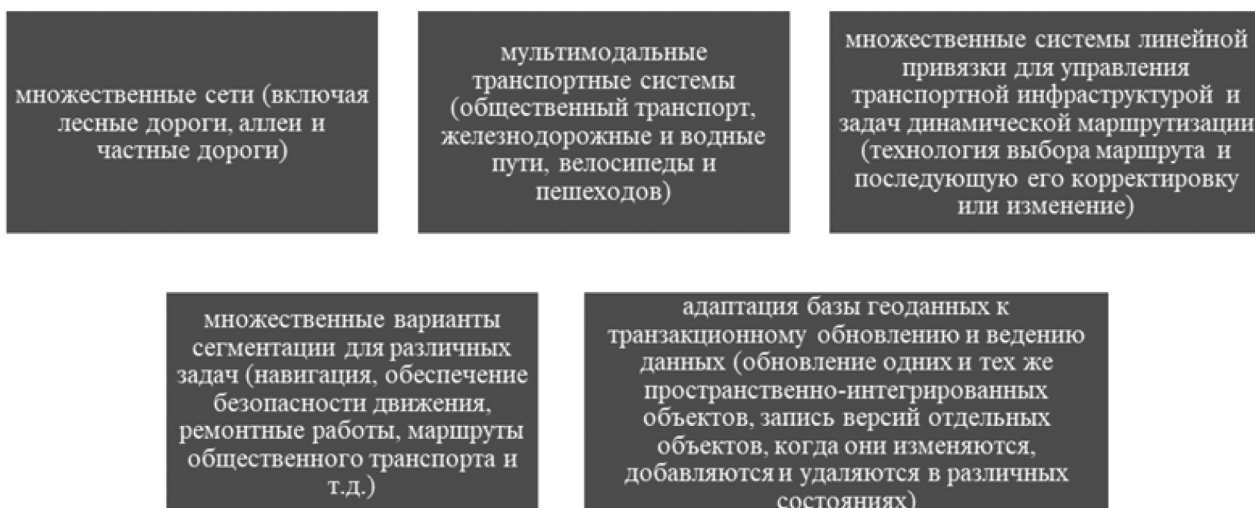 множественные сети (включая
лесные дороги, аллеи и
частные дороги)
мультимодальные
транспортные системы
(общественный транспорт,
железнодорожные и водные
пути, велосипеды и
пешеходов)
множественные системы линейной
привязки для управления
транспортной инфраструктурой и
задач динамической маршрутизации
(технология выбора маршрута и
последующую его корректировку
или изменение)
множественные варианты
сегментации для различных
задач (навигация, обеспечение
безопасности движения,
ремонтные работы, маршруты
общественного транспорта и
т.д.)
адаптация базы геоданных к
транзакционному обновлению и ведению
данных (обновление одних и тех же
пространственно-интегрированных
объектов, запись версий отдельных
объектов, когда они изменяются,
добавляются и удаляются в различных
состояниях)